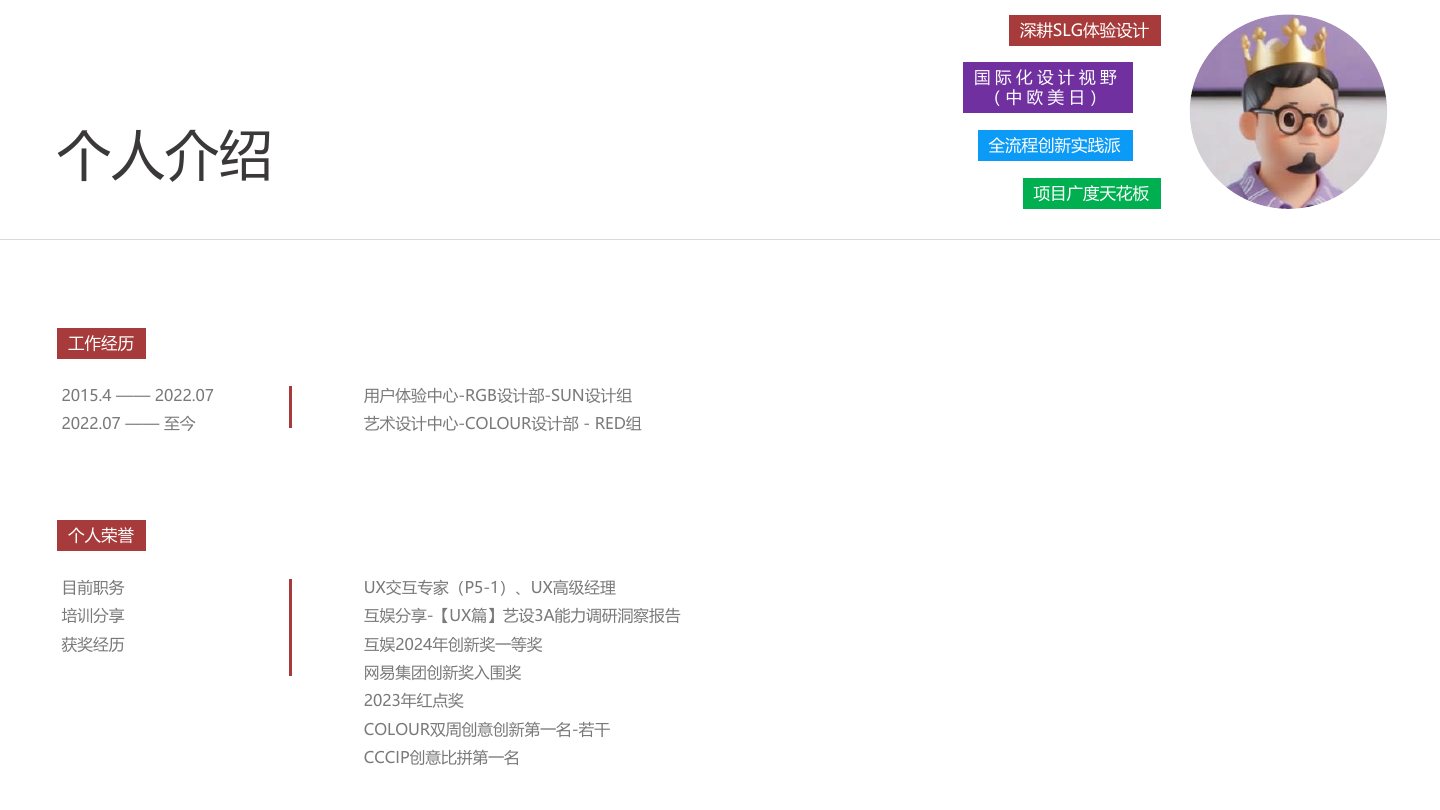 个人介绍
深耕SLG体验设计
国际化设计视野
（中欧美日）
全流程创新实践派
项目广度天花板
工作经历
2015.4 —— 2022.07
用户体验中心-RGB设计部-SUN设计组
2022.07 —— 至今
艺术设计中心-COLOUR设计部 - RED组
个人荣誉
目前职务
UX交互专家（P5-1）、UX高级经理
培训分享
互娱分享-【UX篇】艺设3A能力调研洞察报告
获奖经历
互娱2024年创新奖一等奖
网易集团创新奖入围奖
2023年红点奖
COLOUR双周创意创新第一名-若干
CCCIP创意比拼第一名